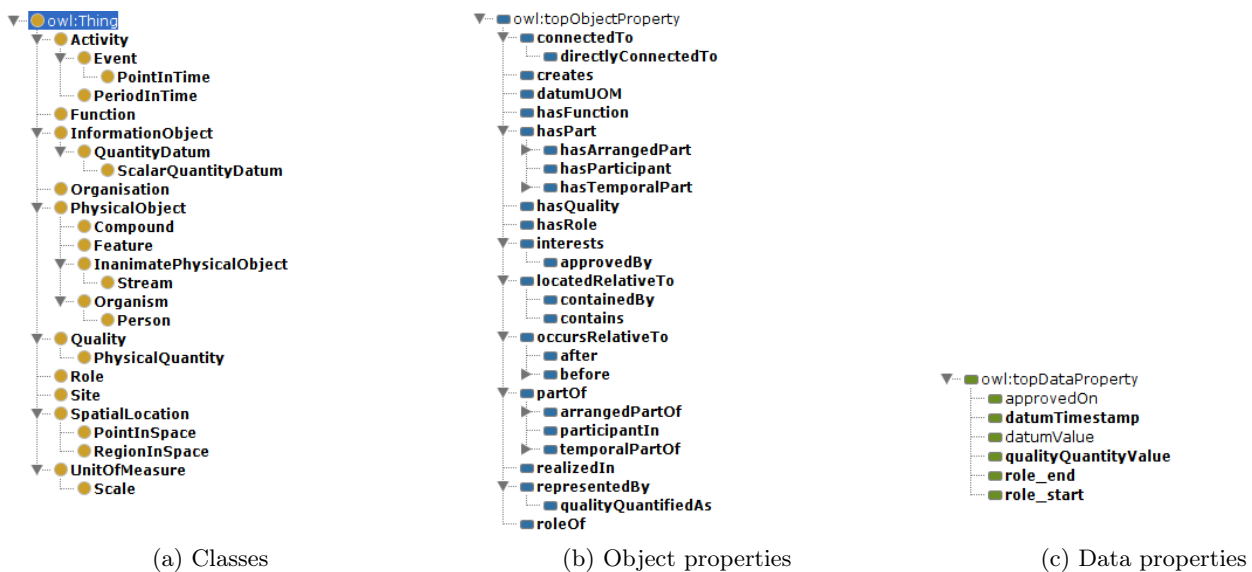 owl:Thing
Activity
Event
PointInTime
PeriodInTime
Function
InformationObject
QuantityDatum
ScalarQuantityDatum
Organisation
PhysicalObject
Compound
Feature
InanimatePhysicalObject
Stream
Organism
Person
Quality
PhysicalQuantity
Role
Site
SpatialLocation
PointInSpace
RegionInSpace
UnitOfMeasure
Scale
(a) Classes
owl:topObjectProperty
connectedTo
directlyConnectedTo
creates
datumUOM
hasFunction
hasPart
hasArrangedPart
hasParticipant
hasTemporalPart
hasQuality
hasRole
interests
approvedBy
locatedRelativeTo
containedBy
contains
occursRelativeTo
after
before
partOf
arrangedPartOf
participantIn
temporalPartOf
realizedIn
representedBy
qualityQuantifiedAs
roleOf
(b) Object properties
owl:topDataProperty
approvedOn
datumTimestamp
datumValue
qualityQuantityValue
role_end
role_start
(c) Data properties